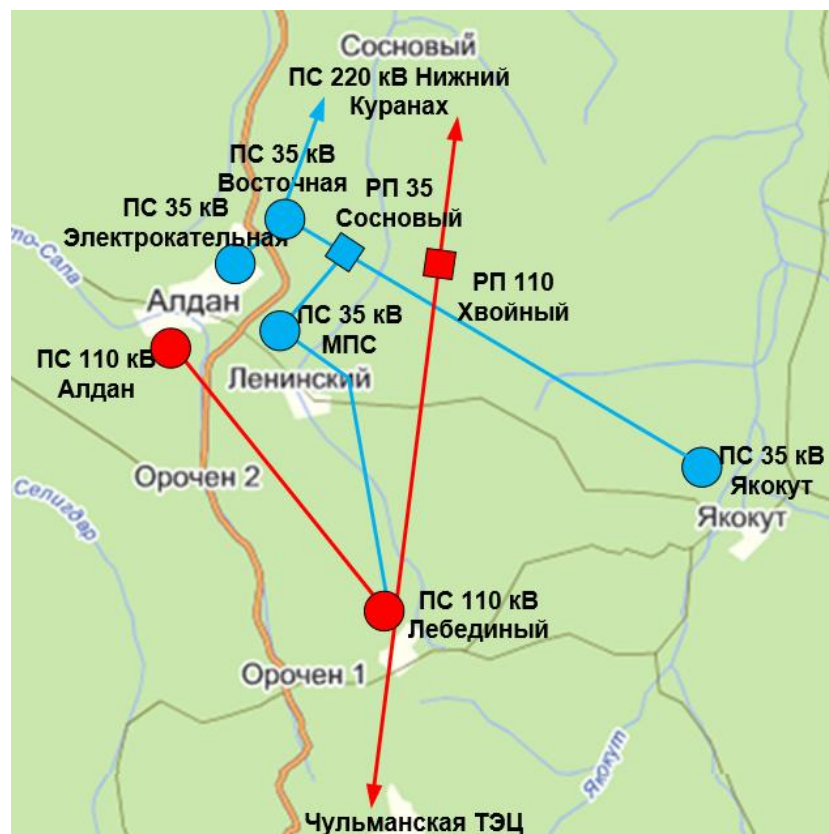 Сосновый
ПС 220 кВ Нижний
Куранах
ПС 35 кВ
Восточная
РП 35
Сосновый
ПС 35 кВ
Электрокательная
то-Сала
РП 110
Хвойный
Алдан
ПС 35 кВ
МПС
ПС 110 кВ
Алдан
Ленинский
ПС 35 кВ
Якокут
Орочен 2
Селигдар
Якокут
ПС 110 кВ
Лебединый
Орочен 1
Якокут
Чульманская ТЭЦ